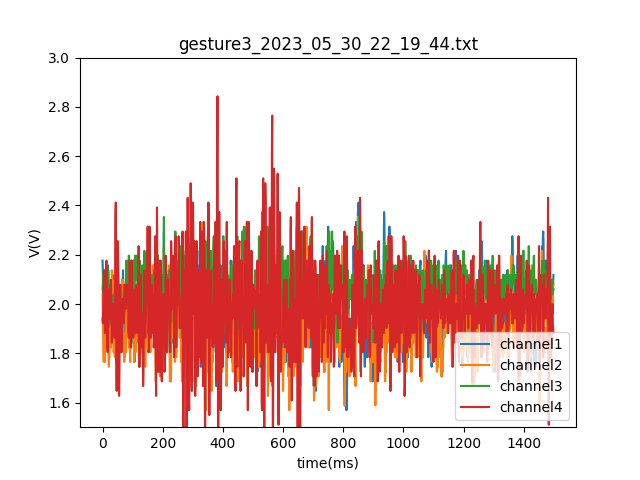 gesture3_2023_05_30_22_19_44.txt
3.0
2.8
2.6
2.4
2.2
2.0
1.8
1.6
V(V)
channel1
channel2
channel3
channel4
0 200 400 600 800 1000 1200 1400
time(ms)